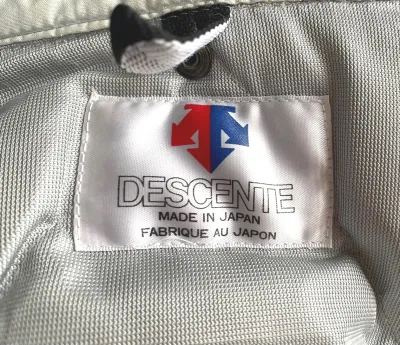 DESCENTE
MADE IN JAPAN
FABRIQUE AU JAPON